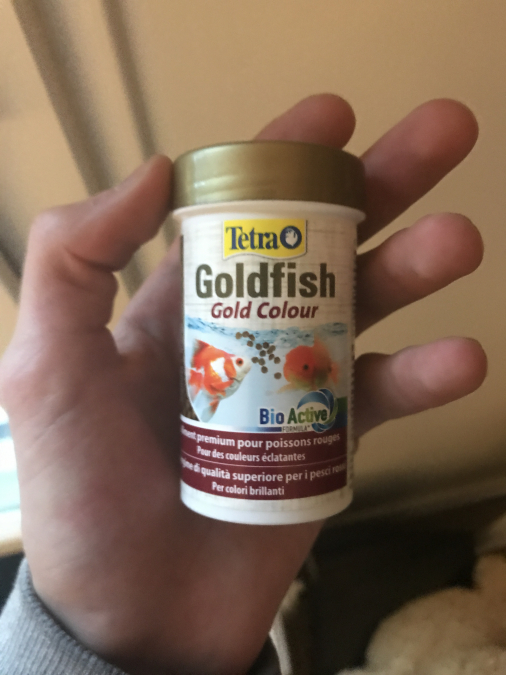 Tetra
Goldfish
Gold Colour
Bio Active
FORMULA
premium pour poissons rouges
Pour des couleurs éclatantes
di qualità superiore per i pesci
Per colori brillanti